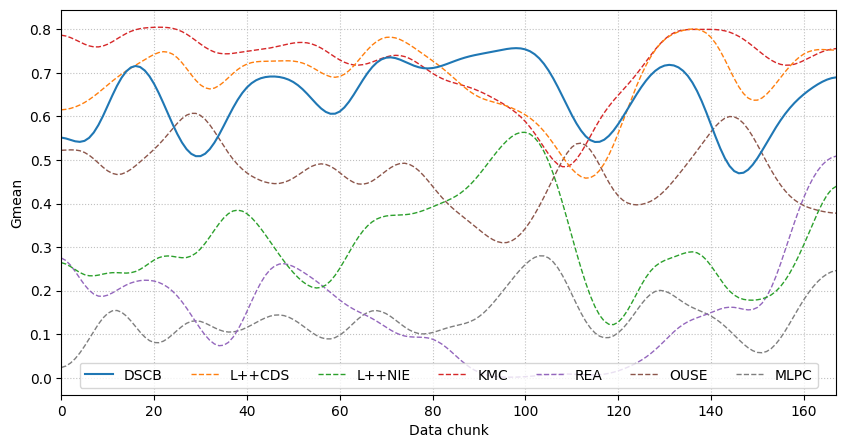 Gmean
0.8
0.7
0.6
0.5
0.4
0.3
0.2
0.1
0.0
DSCB L++CDS L++NIE KMC REA OUSE MLPC
0 20 40 60 80 100 120 140 160
Data chunk